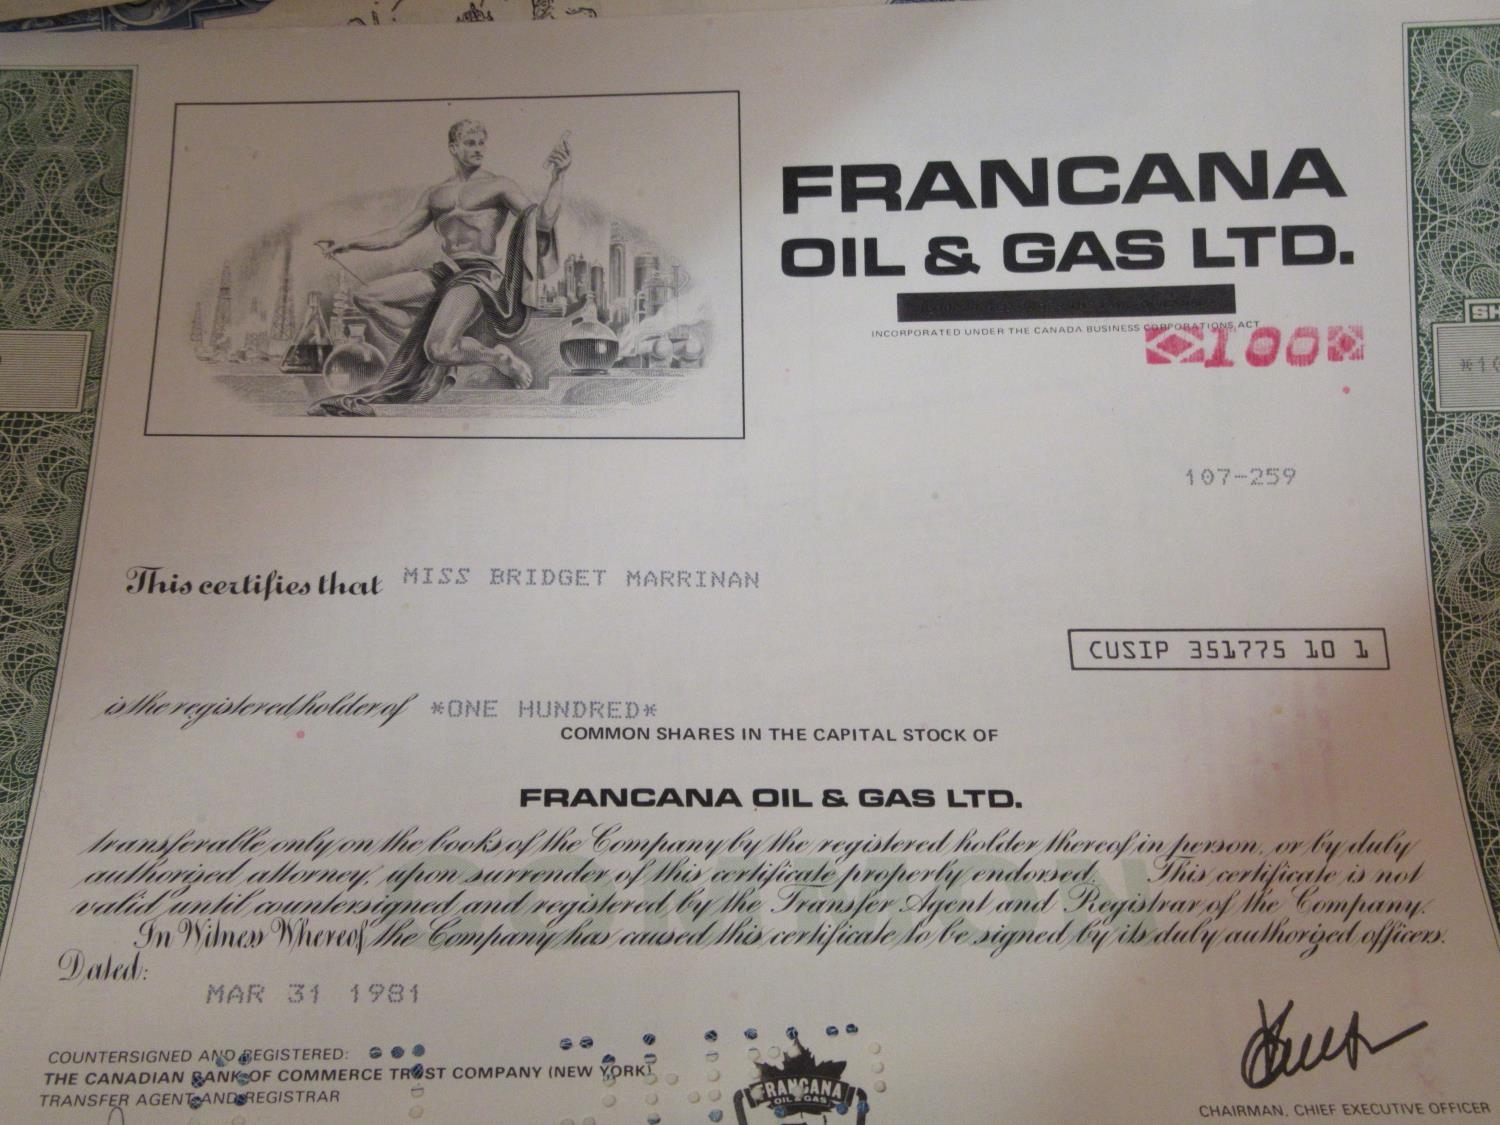 FRANCANA
OIL & GAS LTD.
INCORPORATED UNDER THE CANADA BUSINESS CORPORATIONS ACT
100
SH
*10
107-259
This certifies that MISS BRIDGET MARRINAN
CUSIP 351775 10 1
is the registered holder of *ONE HUNDRED*
COMMON SHARES IN THE CAPITAL STOCK OF
FRANCANA OIL & GAS LTD.
transferable only on the books of the Company by the registered holder thereof in person, or by duly
authorized attorney, upon surrender of this certificate properly endorsed. This certificate is not
valid until countersigned and registered by the Transfer Agent and Registrar of the Company.
In Witness Whereof the Company has caused this certificate to be signed by its duly authorized officers.
Dated:
MAR 31 1981
COUNTERSIGNED AND REGISTERED:
THE CANADIAN BANK OF COMMERCE TRUST COMPANY (NEW YORK)
TRANSFER AGENT AND REGISTRAR
FRANCANA
OIL & GAS
CHAIRMAN, CHIEF EXECUTIVE OFFICER